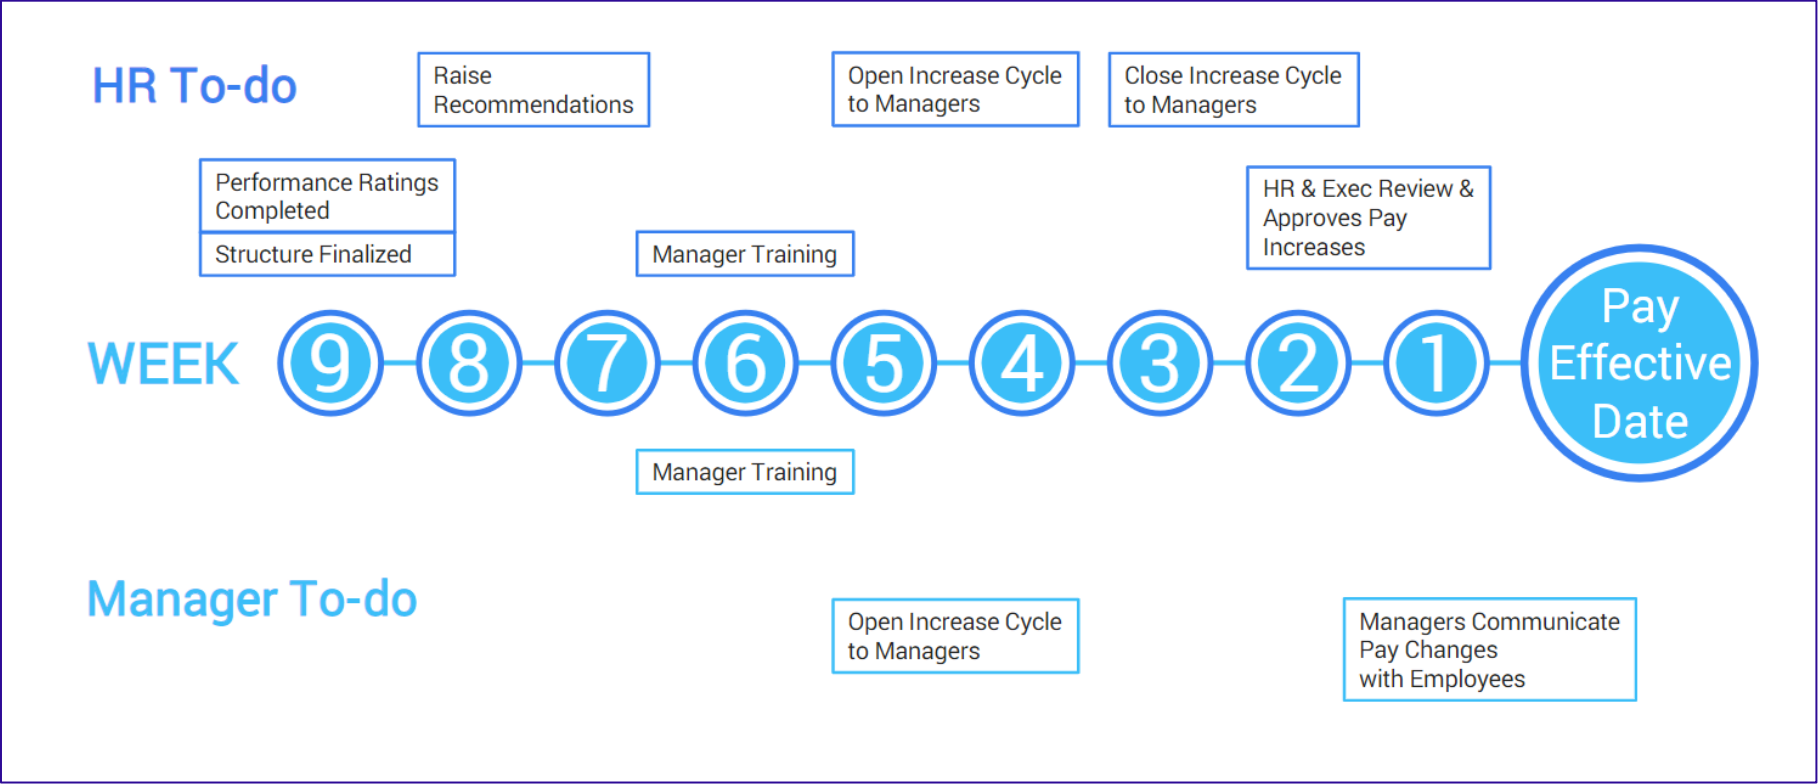 HR To-do
Raise
Recommendations
Open Increase Cycle
to Managers
Close Increase Cycle
to Managers
Performance Ratings
Completed
Structure Finalized
Manager Training
HR & Exec Review &
Approves Pay
Increases
WEEK
9
8
7
6
5
4
3
2
1
Pay
Effective
Date
Manager Training
Manager To-do
Open Increase Cycle
to Managers
Managers Communicate
Pay Changes
with Employees